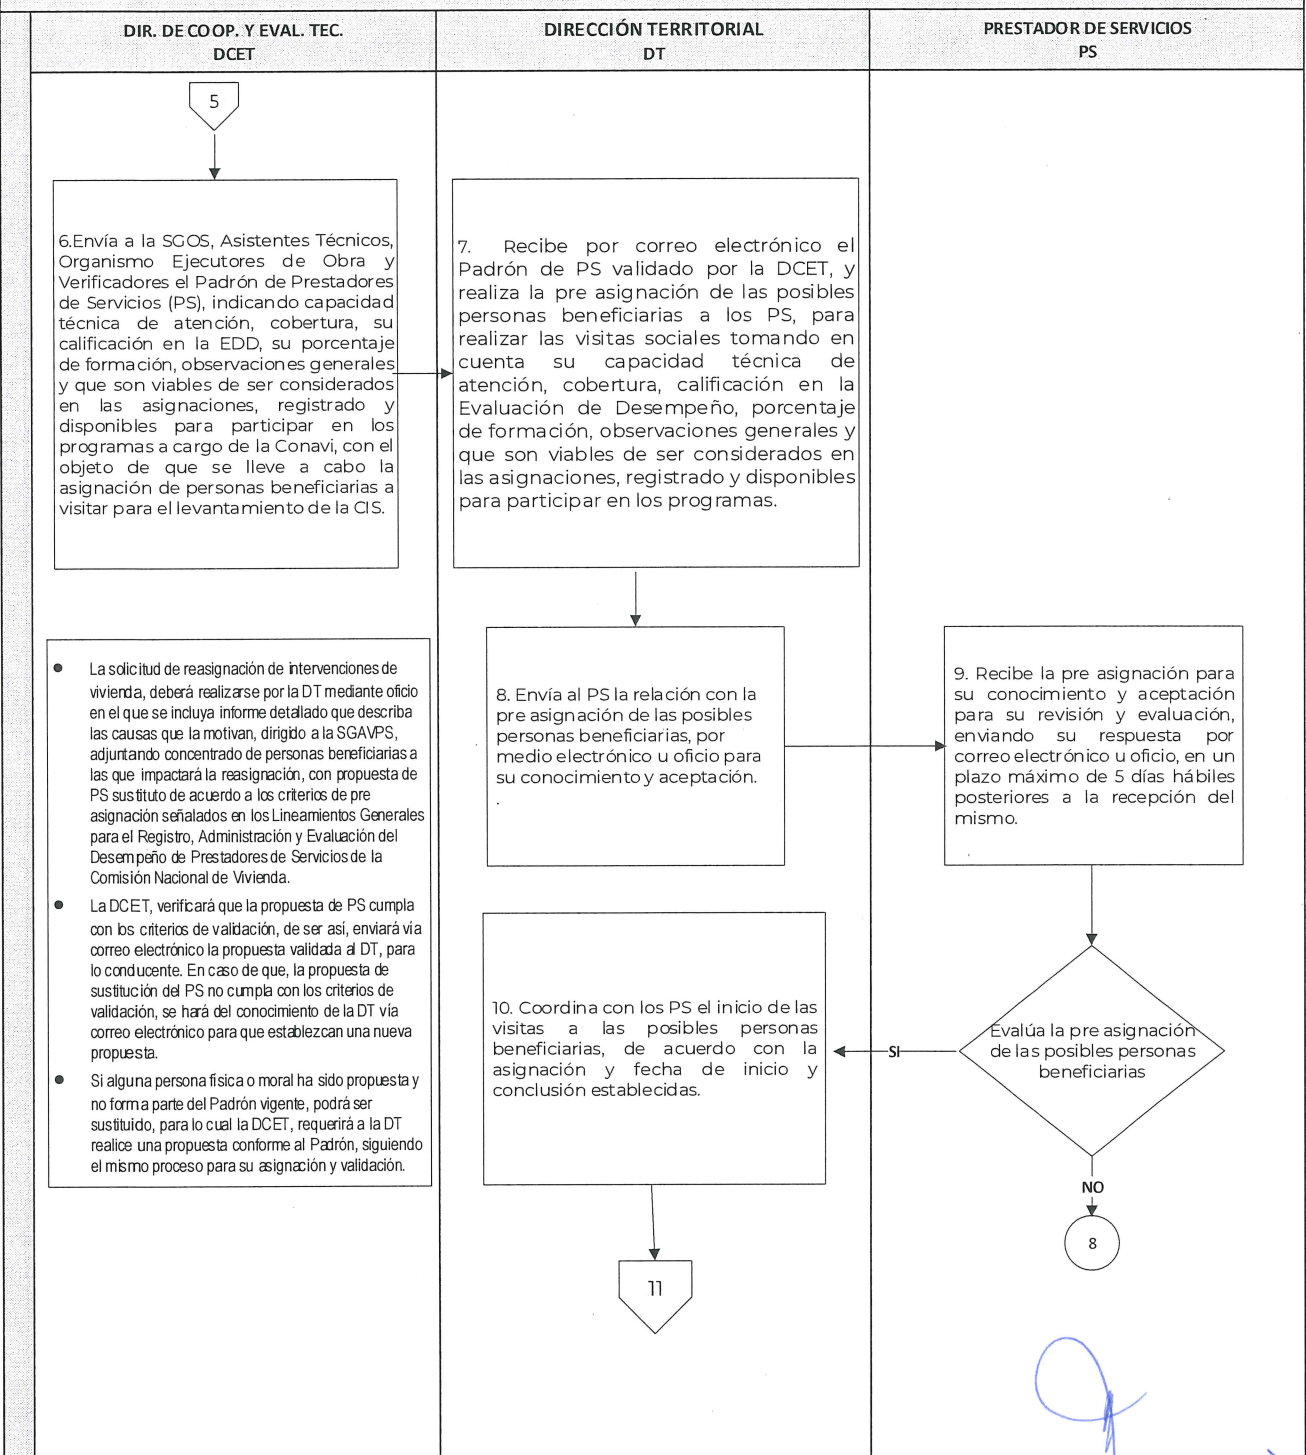 DIR. DE COOP. Y EVAL. TEC.
DCET
DIRECCIÓN TERRITORIAL
DT
PRESTADOR DE SERVICIOS
PS
5
6.Envía a la SGOS, Asistentes Técnicos,
Organismo Ejecutores de Obra y
Verificadores el Padrón de Prestadores
de Servicios (PS), indicando capacidad
técnica de atención, cobertura, su
calificación en la EDD, su porcentaje
de formación, observaciones generales
y que son viables de ser considerados
en las asignaciones, registrado y
disponibles para participar en los
programas a cargo de la Conavi, con el
objeto de que se lleve a cabo la
asignación de personas beneficiarias a
visitar para el levantamiento de la CIS.
7. Recibe por correo electrónico el
Padrón de PS validado por la DCET, y
realiza la pre asignación de las posibles
personas beneficiarias a los PS, para
realizar las visitas sociales tomando en
cuenta su capacidad técnica de
atención, cobertura, calificación en la
Evaluación de Desempeño, porcentaje
de formación, observaciones generales y
que son viables de ser considerados en
las asignaciones, registrado y disponibles
para participar en los programas.
● La solicitud de reasignación de intervenciones de
vivienda, deberá realizarse por la DT mediante oficio
en el que se incluya informe detallado que describa
las causas que la motivan, dirigido a la SGAVPS,
adjuntando concentrado de personas beneficiarias a
las que impactará la reasignación, con propuesta de
PS sustituto de acuerdo a los criterios de pre
asignación señalados en los Lineamientos Generales
para el Registro, Administración y Evaluación del
Desempeño de Prestadores de Servicios de la
Comisión Nacional de Vivienda.
● La DCET, verificará que la propuesta de PS cumpla
con los criterios de validación, de ser así, enviará vía
correo electrónico la propuesta validada al DT, para
lo conducente. En caso de que, la propuesta de
sustitución del PS no cumpla con los criterios de
validación, se hará del conocimiento de la DT vía
correo electrónico para que establezcan una nueva
propuesta.
● Si alguna persona física o moral ha sido propuesta y
no forma parte del Padrón vigente, podrá ser
sustituido, para lo cual la DCET, requerirá a la DT
realice una propuesta conforme al Padrón, siguiendo
el mismo proceso para su asignación y validación.
8. Envía al PS la relación con la
pre asignación de las posibles
personas beneficiarias, por
medio electrónico u oficio para
su conocimiento y aceptación.
.
9. Recibe la pre asignación para
su conocimiento y aceptación
para su revisión y evaluación,
enviando su respuesta por
correo electrónico u oficio, en un
plazo máximo de 5 días hábiles
posteriores a la recepción del
mismo.
10. Coordina con los PS el inicio de las
visitas a las posibles personas
beneficiarias, de acuerdo con la
asignación y fecha de inicio y
conclusión establecidas.
SI
Evalúa la pre asignación
de las posibles personas
beneficiarias
NO
8
11